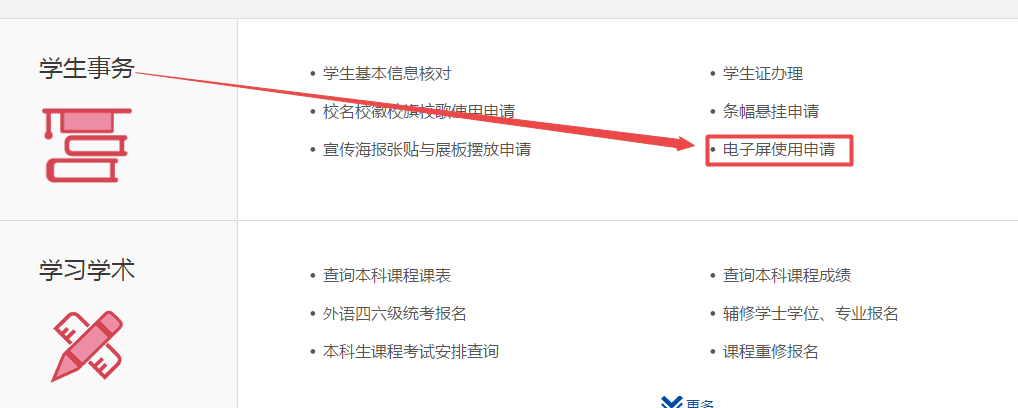 学生事务
学生基本信息核对
学生证办理
校名校徽校旗校歌使用申请
条幅悬挂申请
宣传海报张贴与展板摆放申请
电子屏使用申请
学习学术
查询本科课程课表
查询本科课程成绩
外语四六级统考报名
辅修学士学位、专业报名
本科生课程考试安排查询
课程重修报名
更多